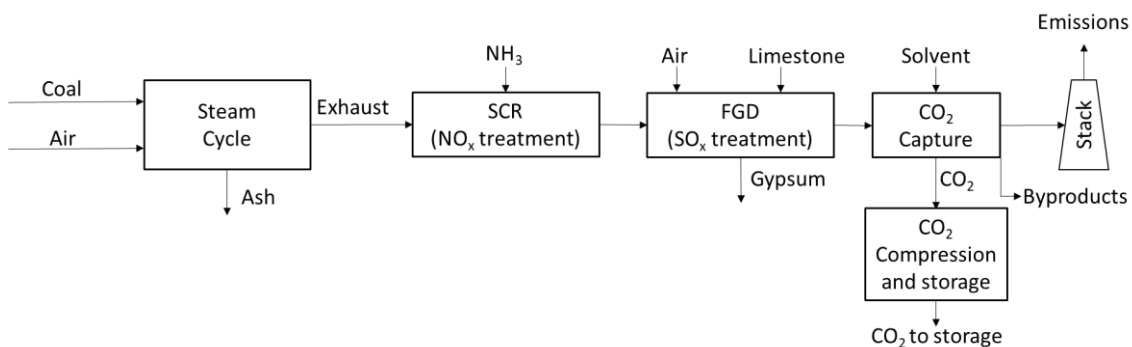 Emissions
NH₃
Air
Limestone
Solvent
Coal
Air
Steam
Cycle
Exhaust
SCR
(NOₓ treatment)
FGD
(SOₓ treatment)
CO₂
Capture
Stack
Ash
Gypsum
CO₂
Byproducts
CO₂
Compression
and storage
CO₂ to storage